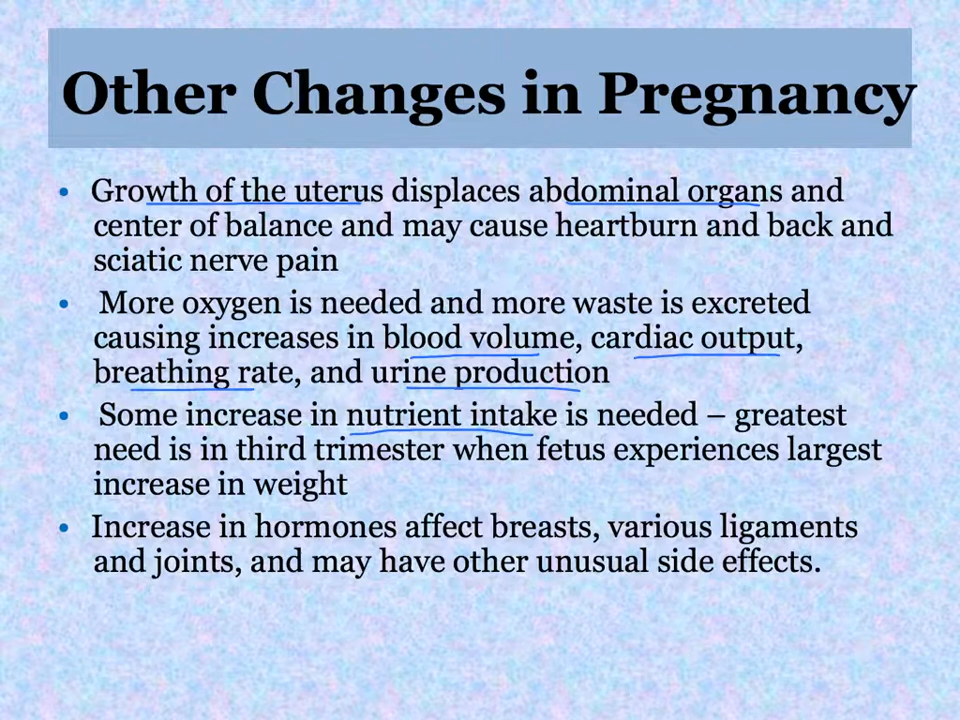 Other Changes in Pregnancy
• Growth of the uterus displaces abdominal organs and
center of balance and may cause heartburn and back and
sciatic nerve pain
• More oxygen is needed and more waste is excreted
causing increases in blood volume, cardiac output,
breathing rate, and urine production
• Some increase in nutrient intake is needed – greatest
need is in third trimester when fetus experiences largest
increase in weight
• Increase in hormones affect breasts, various ligaments
and joints, and may have other unusual side effects.